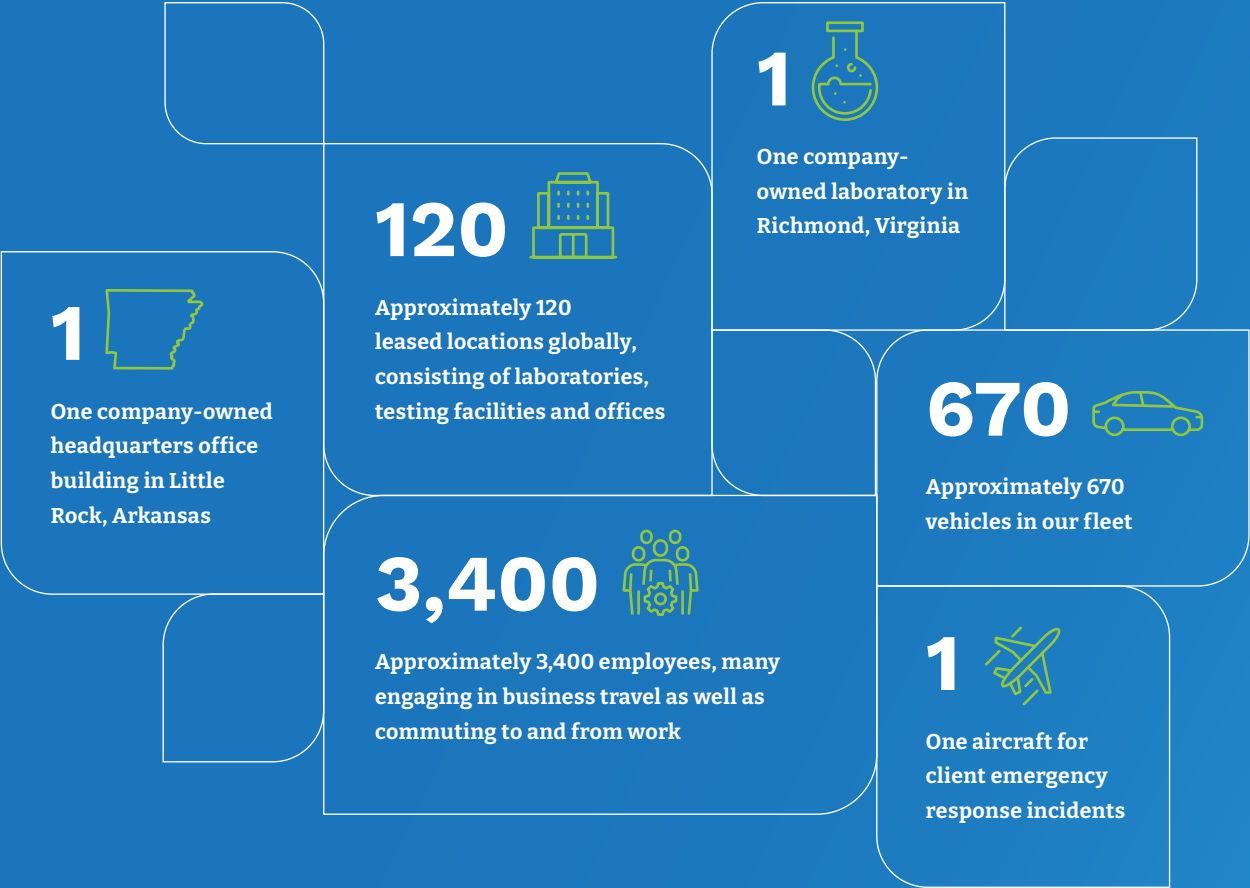 1
One company-owned
headquarters office
building in Little
Rock, Arkansas
120
Approximately 120
leased locations globally,
consisting of laboratories,
testing facilities and offices
1
One company-
owned laboratory in
Richmond, Virginia
3,400
Approximately 3,400 employees, many
engaging in business travel as well as
commuting to and from work
670
Approximately 670
vehicles in our fleet
1
One aircraft for
client emergency
response incidents